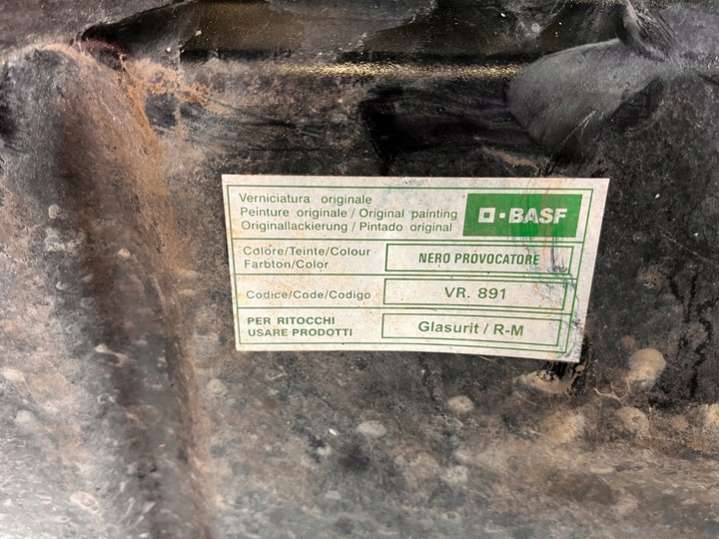 Verniciatura originale
Peinture originale / Original painting
Originallackierung / Pintado original
BASF
Colore/Teinte/Colour
Farbton/Color
NERO PROVOCATORE
Codice/Code/Codigo
VR. 891
PER RITOCCHI
USARE PRODOTTI
Glasurit / R-M